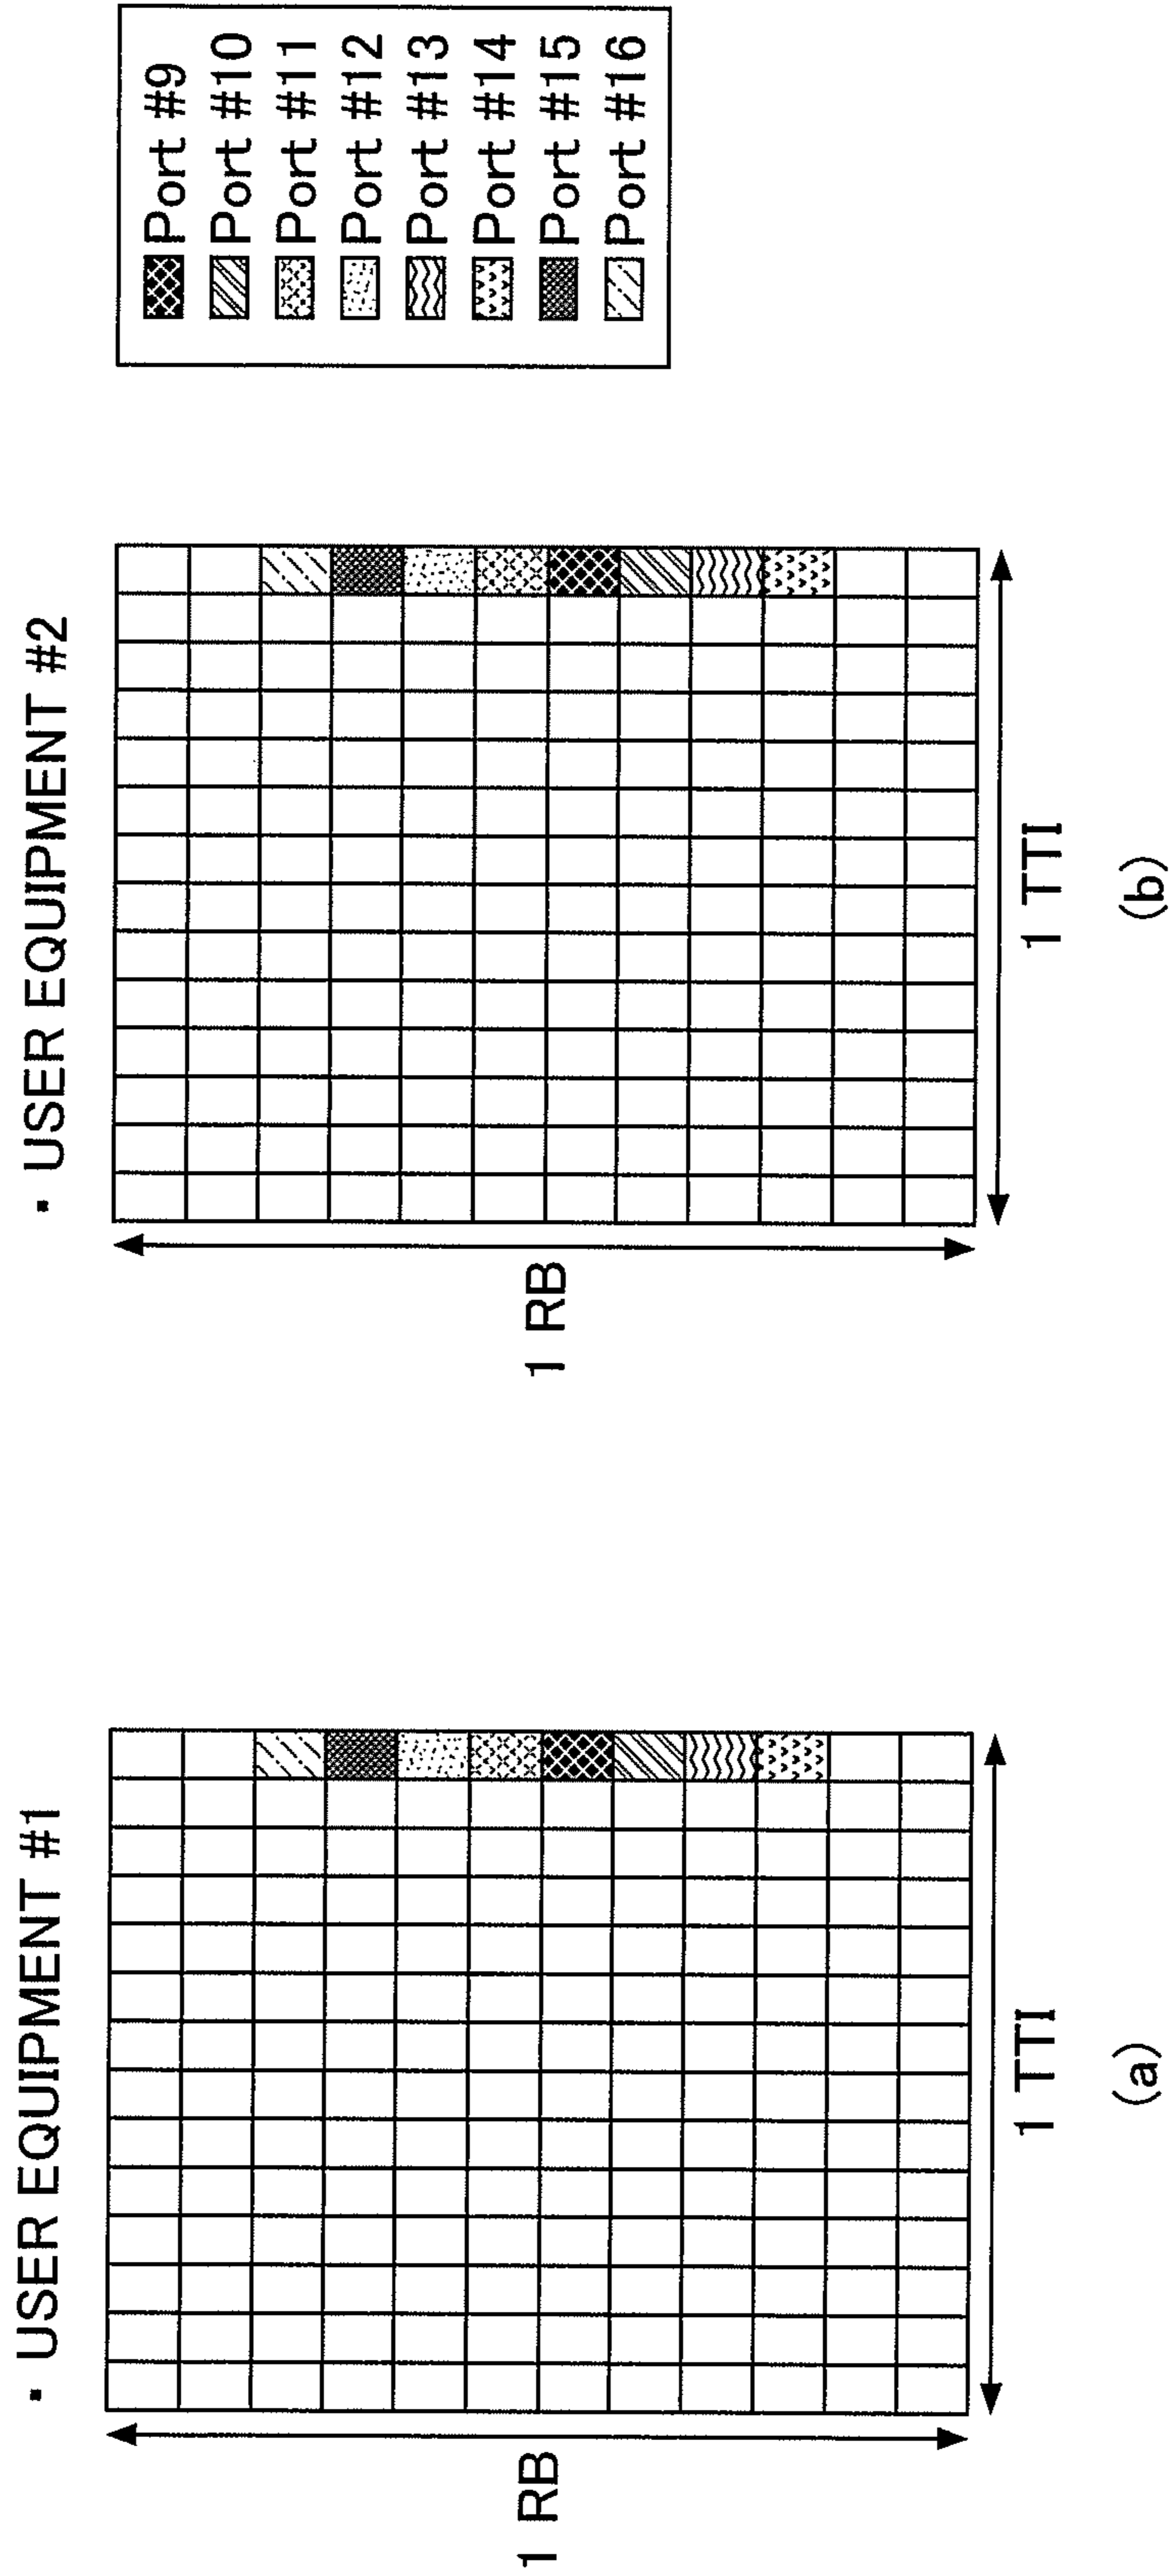 ▪ USER EQUIPMENT #1
1 RB
1 TTI
(a)
▪ USER EQUIPMENT #2
1 RB
1 TTI
(b)
Port #9
Port #10
Port #11
Port #12
Port #13
Port #14
Port #15
Port #16